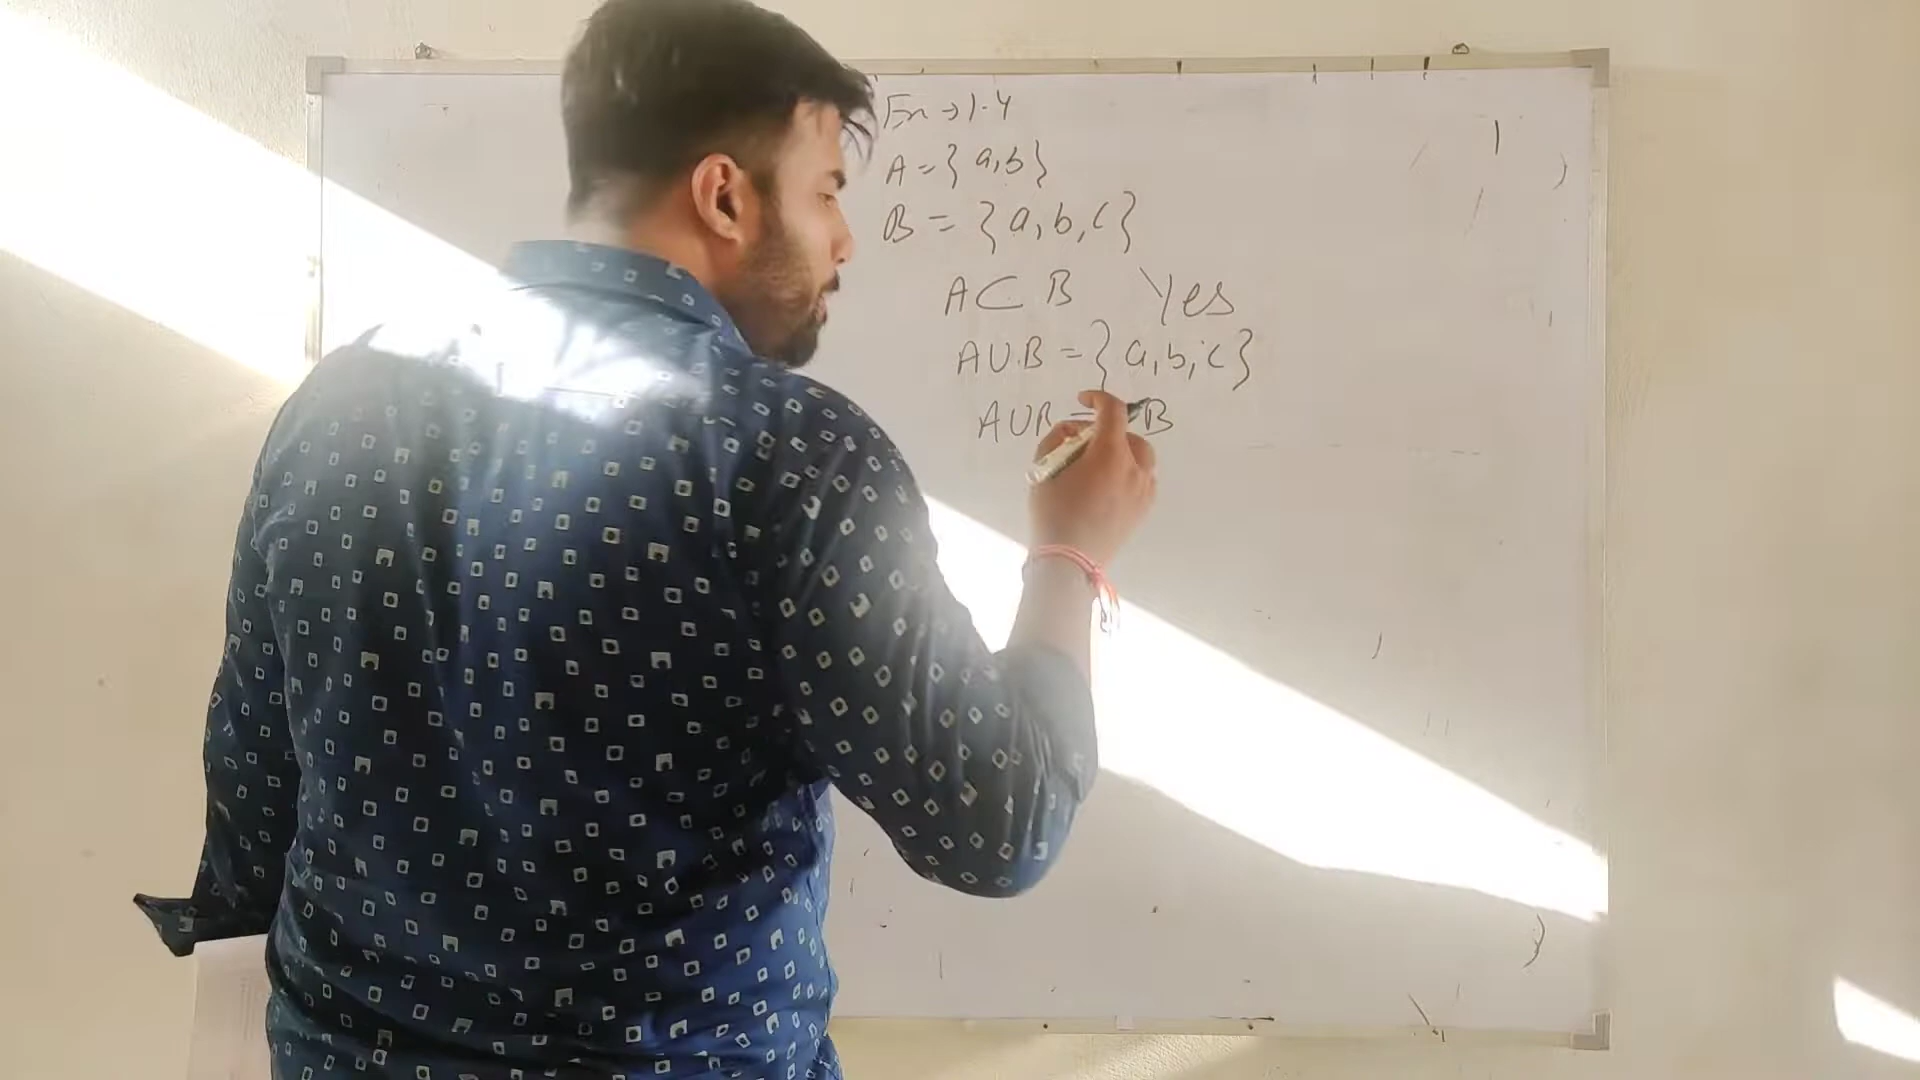 Ex → 1.4
A = { a, b }
B = { a, b, c }
A ⊂ B Yes
A ∪ B = { a, b, c }
A ∪ B = B